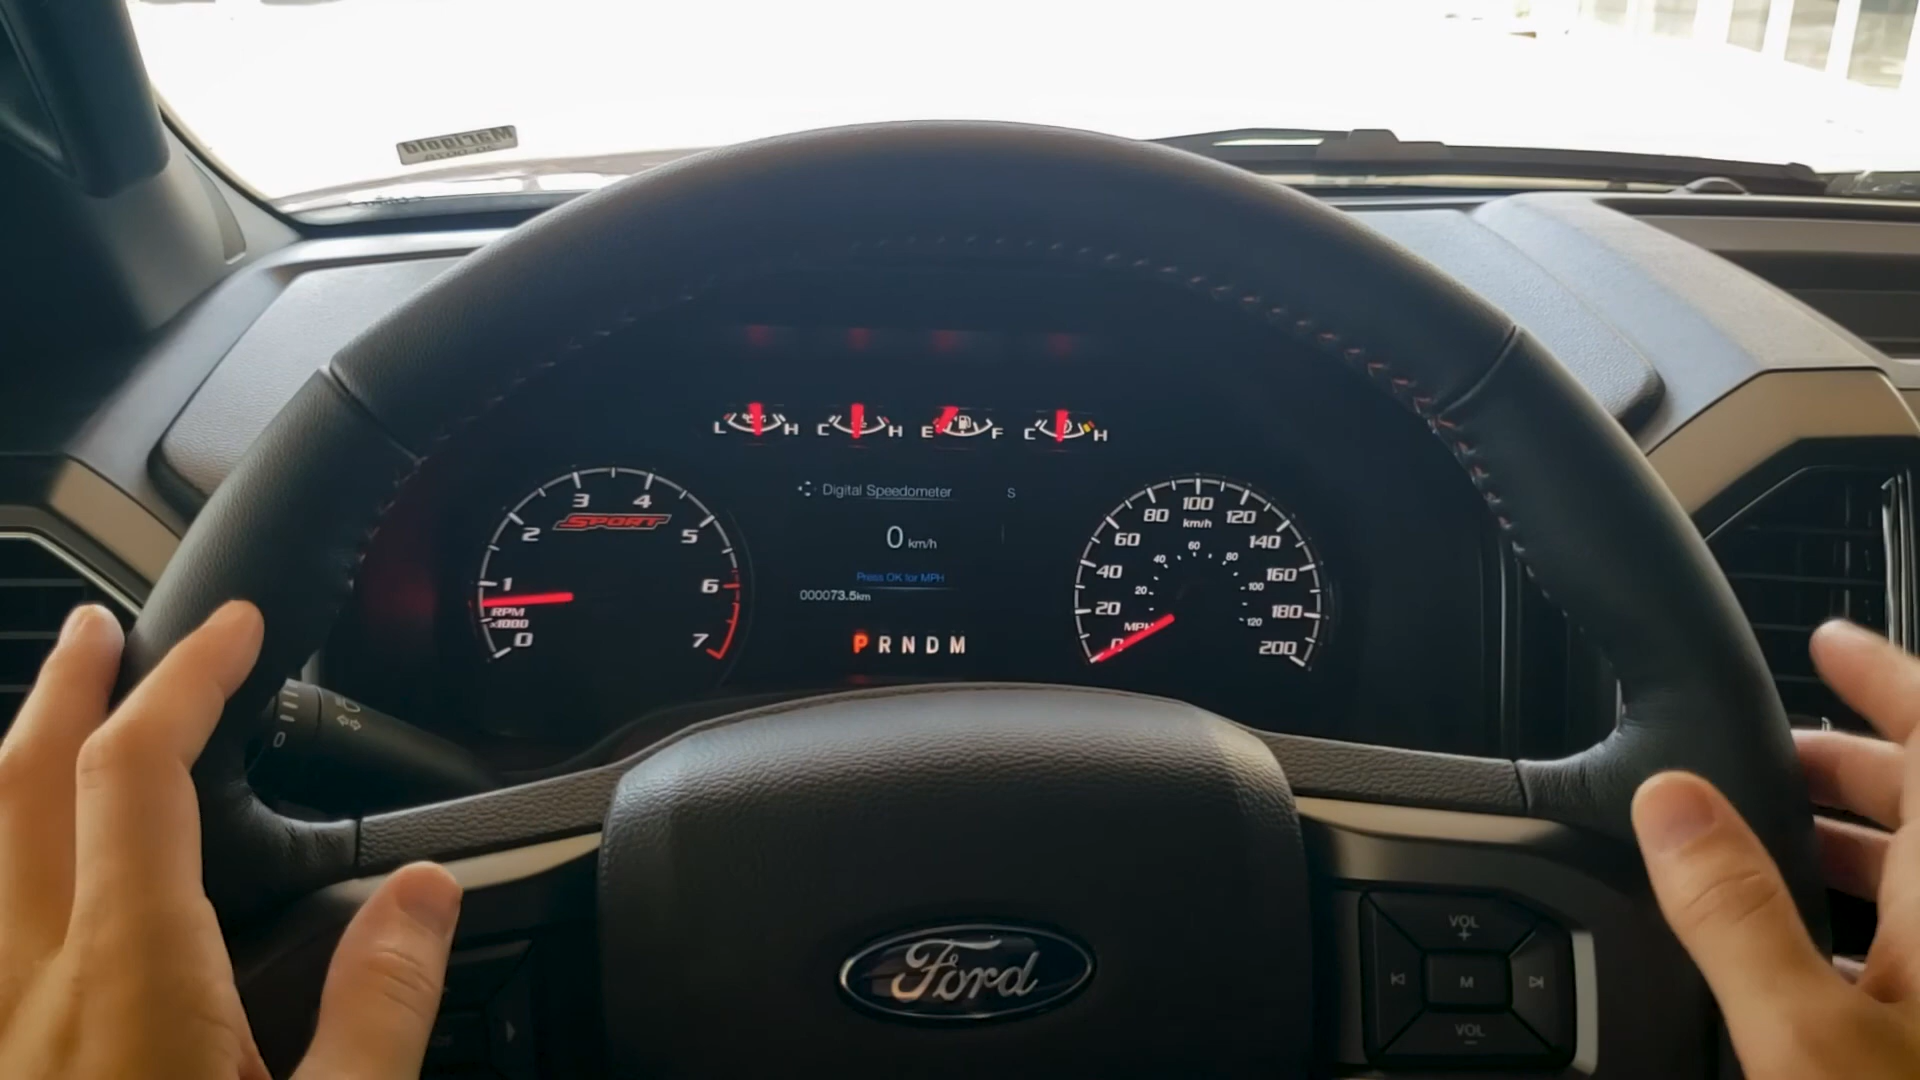 L H C H E F C H
Digital Speedometer S
0 km/h
Press OK for MPH
000073.5km
P R N D M
SPORT
0 1 2 3 4 5 6 7
RPM
x1000
0 20 40 60 80 100 120 140 160 180 200
km/h
20 40 60 80 100 120
MPH
0
Ford
VOL
+
M
VOL
-